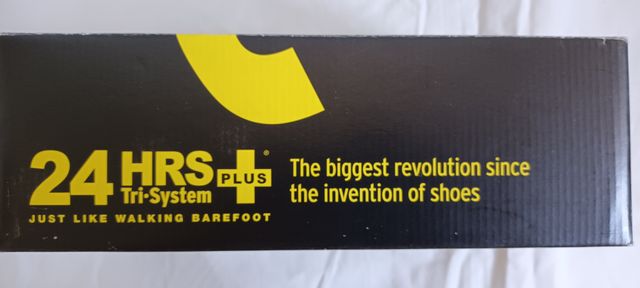 24 HRS PLUS®
Tri·System
JUST LIKE WALKING BAREFOOT
The biggest revolution since
the invention of shoes